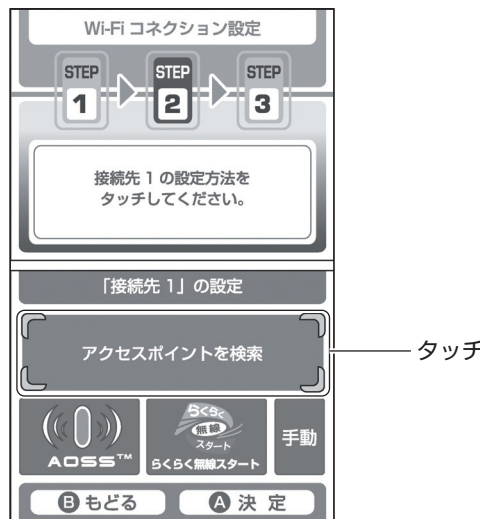 Wi-Fi コネクション設定
STEP STEP STEP
1 2 3
接続先 1 の設定方法を
タッチしてください。
「接続先 1」の設定
アクセスポイントを検索
タッチ
らくらく
無線
スタート
手動
AOSS™
らくらく無線スタート
B もどる
A 決 定